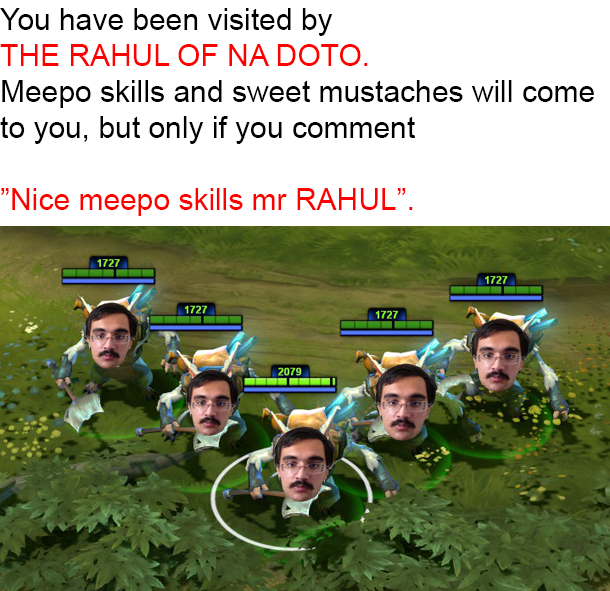 You have been visited by
THE RAHUL OF NA DOTO.
Meepo skills and sweet mustaches will come
to you, but only if you comment
”Nice meepo skills mr RAHUL”.
1727
1727
1727
1727
2079